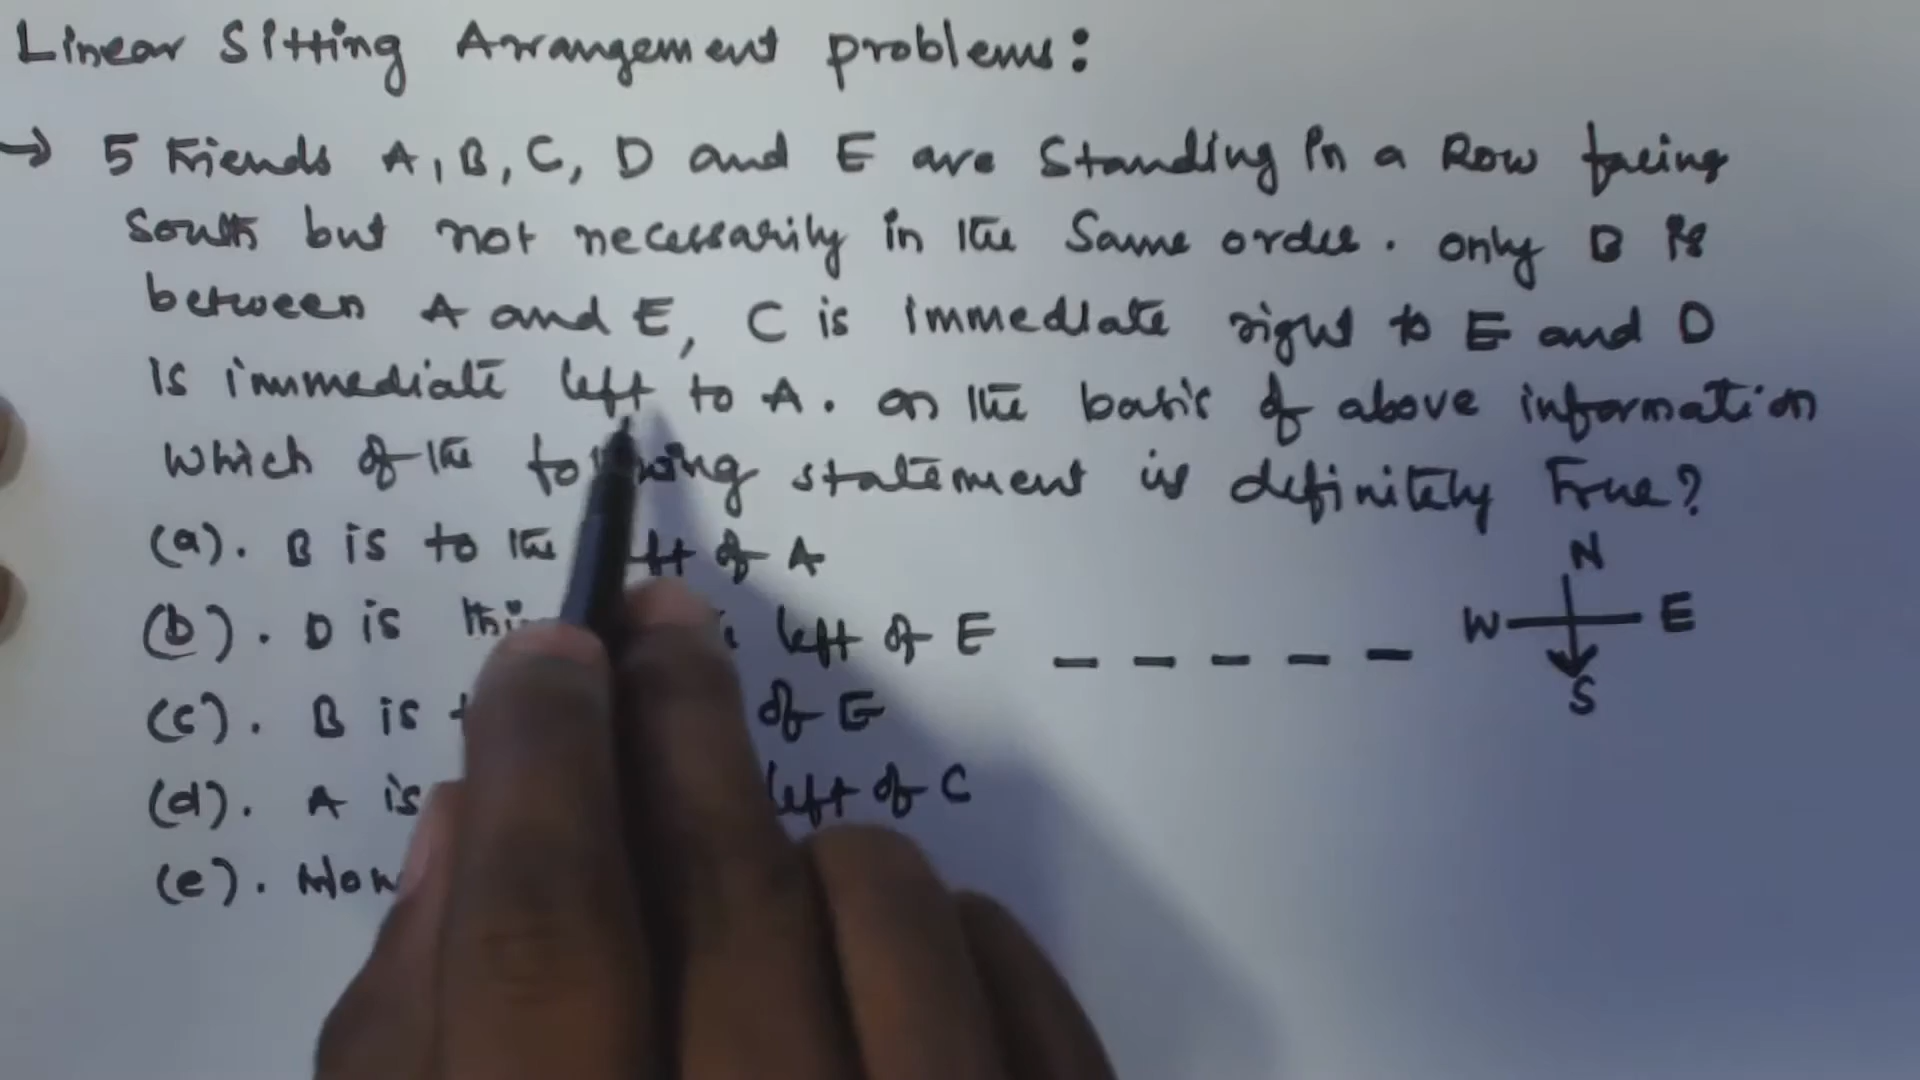 Linear Sitting Arrangement problems:
→ 5 Friends A, B, C, D and E are Standing in a Row facing
South but not necessarily in the Same order. only B is
between A and E, C is immediate right to E and D
is immediate left to A. on the basis of above information
which of the statement is definitely True?
(a). B is to the of A
(b). D is left of E
(c). B is of E
(d). A is left of C
(e).
N
W E
S